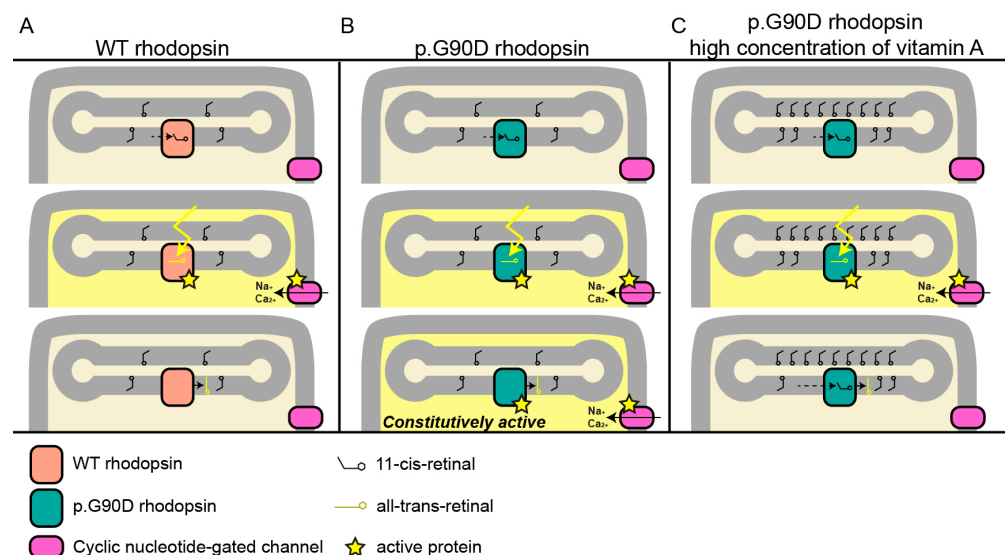 A
WT rhodopsin
B
p.G90D rhodopsin
C
p.G90D rhodopsin
high concentration of vitamin A
Na+
Ca2+
Na+
Ca2+
Na+
Ca2+
Constitutively active
Na+
Ca2+
WT rhodopsin
11-cis-retinal
p.G90D rhodopsin
all-trans-retinal
Cyclic nucleotide-gated channel
active protein